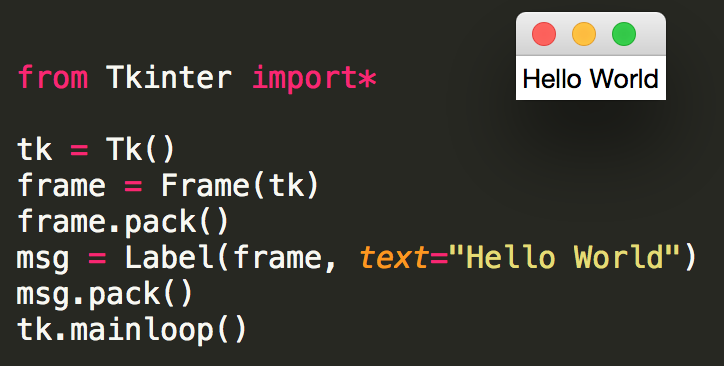 from Tkinter import*
Hello World
tk = Tk()
frame = Frame(tk)
frame.pack()
msg = Label(frame, text="Hello World")
msg.pack()
tk.mainloop()